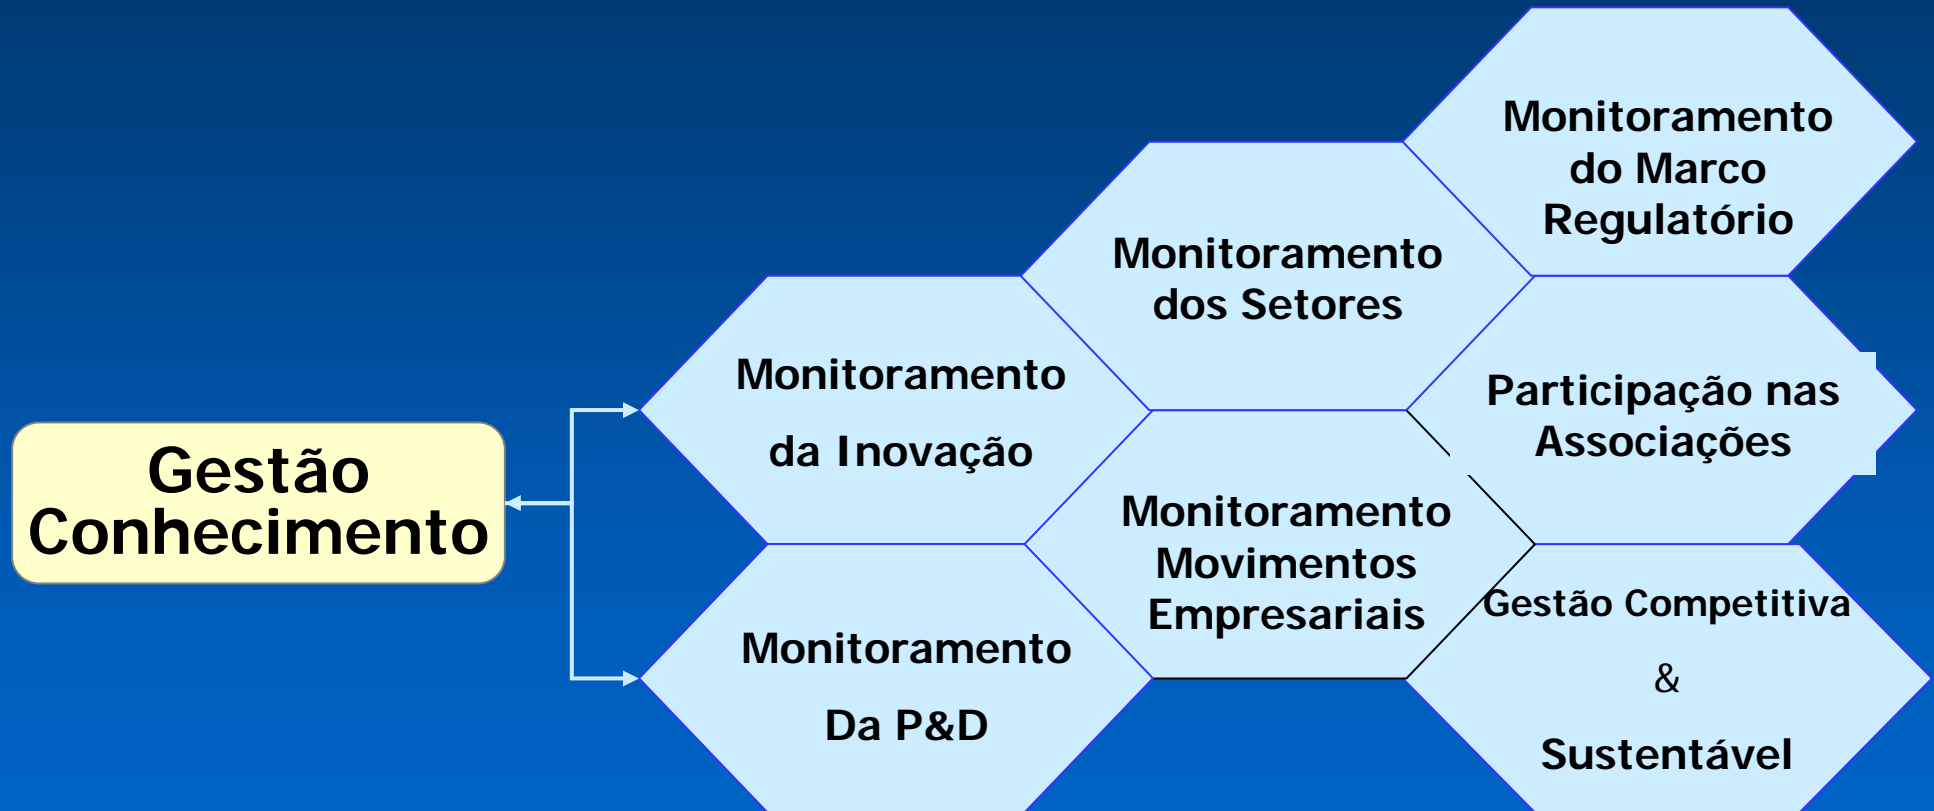 Gestão
Conhecimento
Monitoramento
da Inovação
Monitoramento
Da P&D
Monitoramento
dos Setores
Monitoramento
Movimentos
Empresariais
Monitoramento
do Marco
Regulatório
Participação nas
Associações
Gestão Competitiva
&
Sustentável